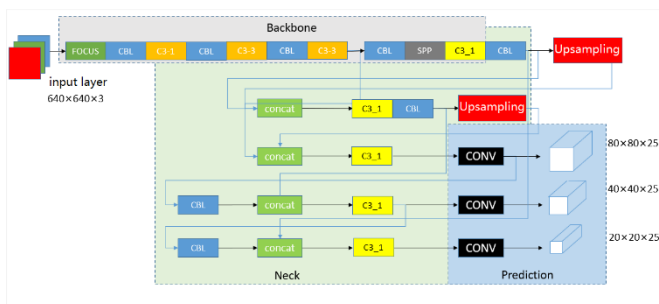 Backbone
FOCUS CBL C3-1 CBL C3-3 CBL C3-3 CBL SPP C3_1 CBL Upsampling
input layer
640×640×3
concat C3_1 CBL Upsampling
concat C3_1 CONV 80×80×25
CBL concat C3_1 CONV 40×40×25
CBL concat C3_1 CONV 20×20×25
Neck Prediction